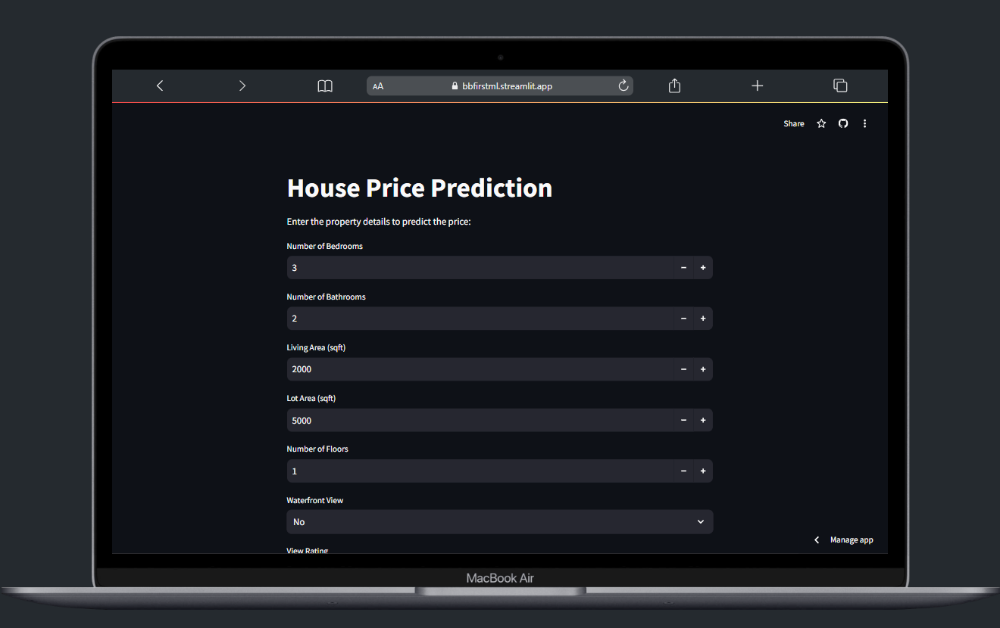 AA
bbfirstml.streamlit.app
Share
House Price Prediction
Enter the property details to predict the price:
Number of Bedrooms
3
Number of Bathrooms
2
Living Area (sqft)
2000
Lot Area (sqft)
5000
Number of Floors
1
Waterfront View
No
View Rating
Manage app
MacBook Air